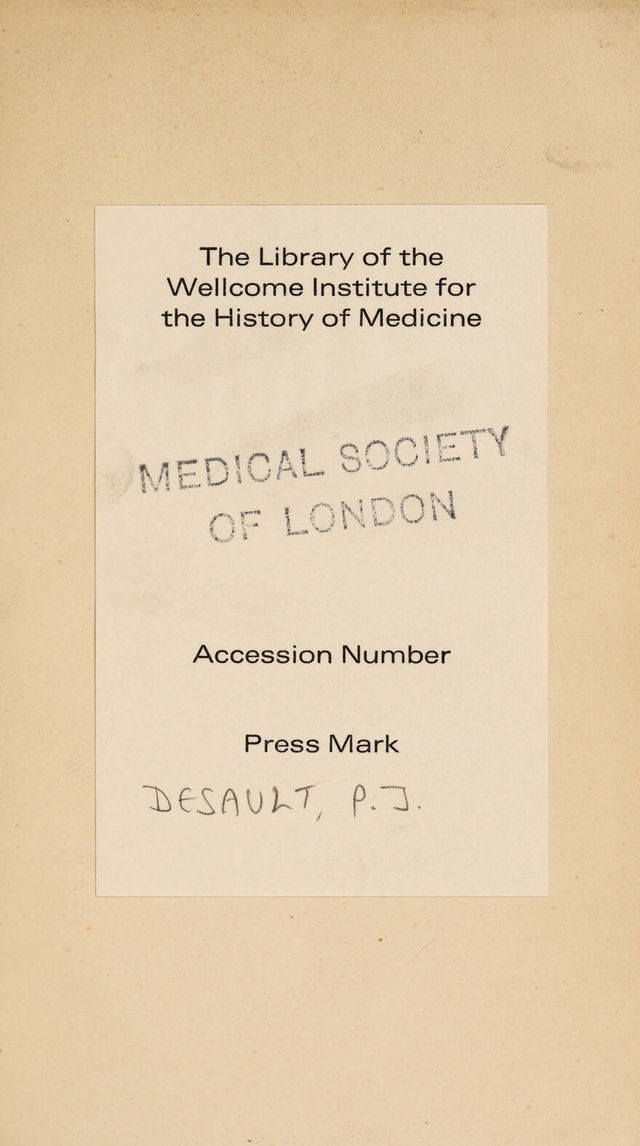 The Library of the
Wellcome Institute for
the History of Medicine
MEDICAL SOCIETY
OF LONDON
Accession Number
Press Mark
DESAULT, P.J.